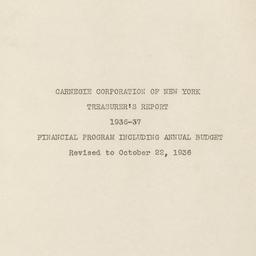 CARNEGIE CORPORATION OF NEW YORK
TREASURER'S REPORT
1936-37
FINANCIAL PROGRAM INCLUDING ANNUAL BUDGET
Revised to October 22, 1936